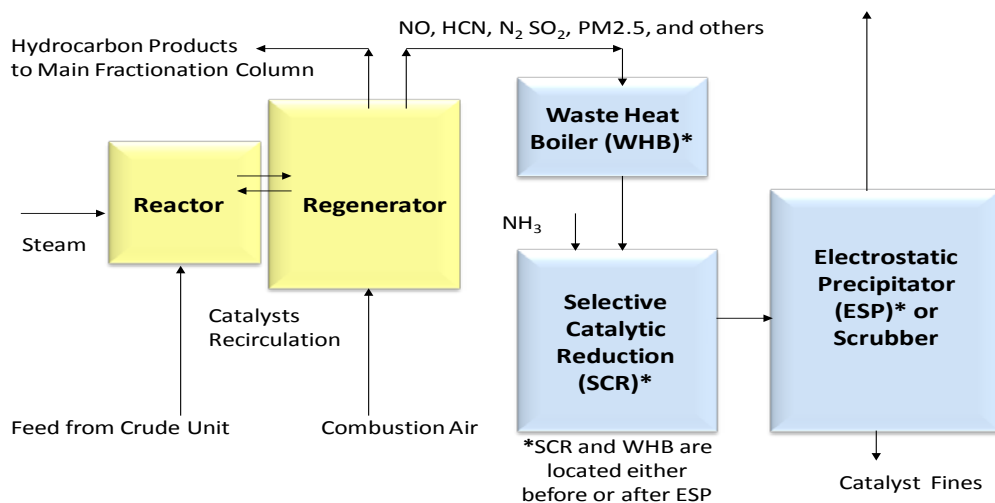 Hydrocarbon Products
to Main Fractionation Column
NO, HCN, N2 SO2, PM2.5, and others
Waste Heat
Boiler (WHB)*
Reactor
Regenerator
Steam
NH3
Catalysts
Recirculation
Selective
Catalytic
Reduction
(SCR)*
Electrostatic
Precipitator
(ESP)* or
Scrubber
Feed from Crude Unit
Combustion Air
*SCR and WHB are
located either
before or after ESP
Catalyst Fines